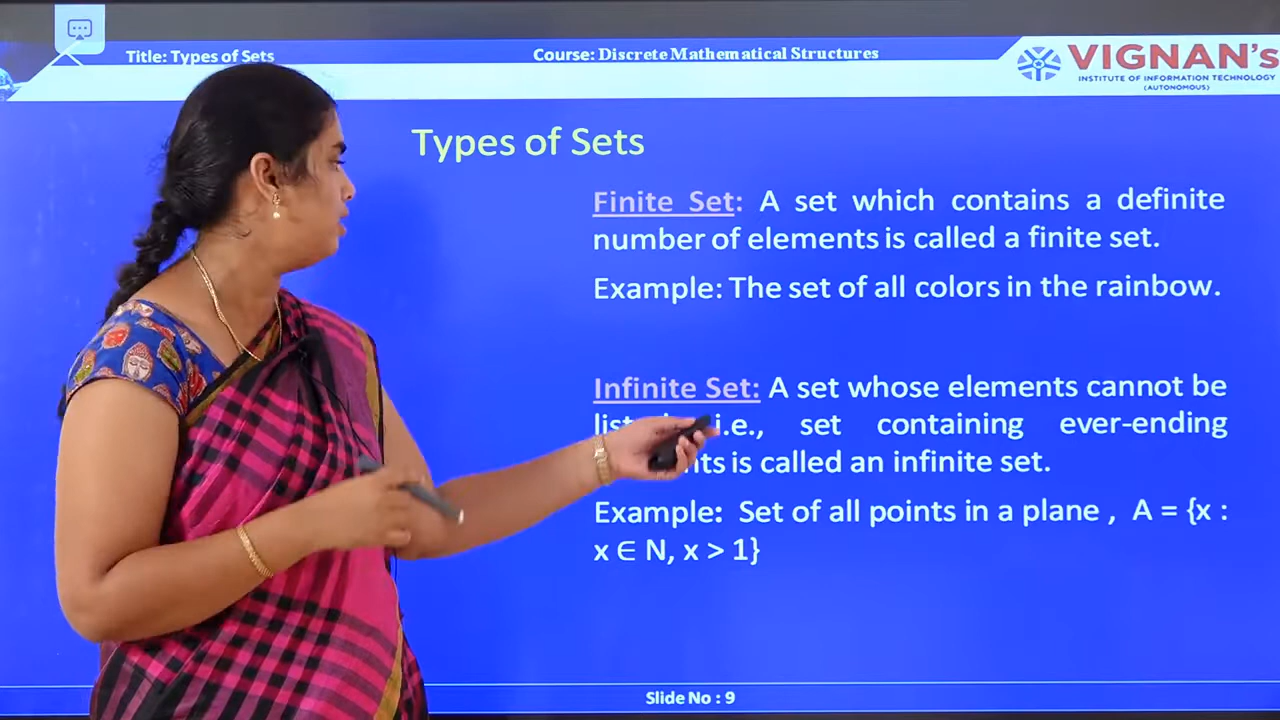 Title: Types of Sets
Course: Discrete Mathematical Structures
VIGNAN's
INSTITUTE OF INFORMATION TECHNOLOGY
(AUTONOMOUS)
Types of Sets
Finite Set: A set which contains a definite
number of elements is called a finite set.
Example: The set of all colors in the rainbow.
Infinite Set: A set whose elements cannot be
i.e., set containing ever-ending
is called an infinite set.
Example: Set of all points in a plane , A = {x :
x ∈ N, x > 1}
Slide No : 9